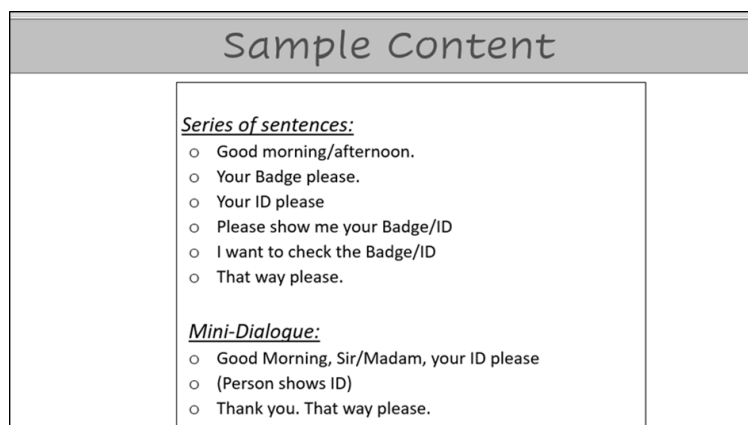 Sample Content
Series of sentences:
o Good morning/afternoon.
o Your Badge please.
o Your ID please
o Please show me your Badge/ID
o I want to check the Badge/ID
o That way please.
Mini-Dialogue:
o Good Morning, Sir/Madam, your ID please
o (Person shows ID)
o Thank you. That way please.